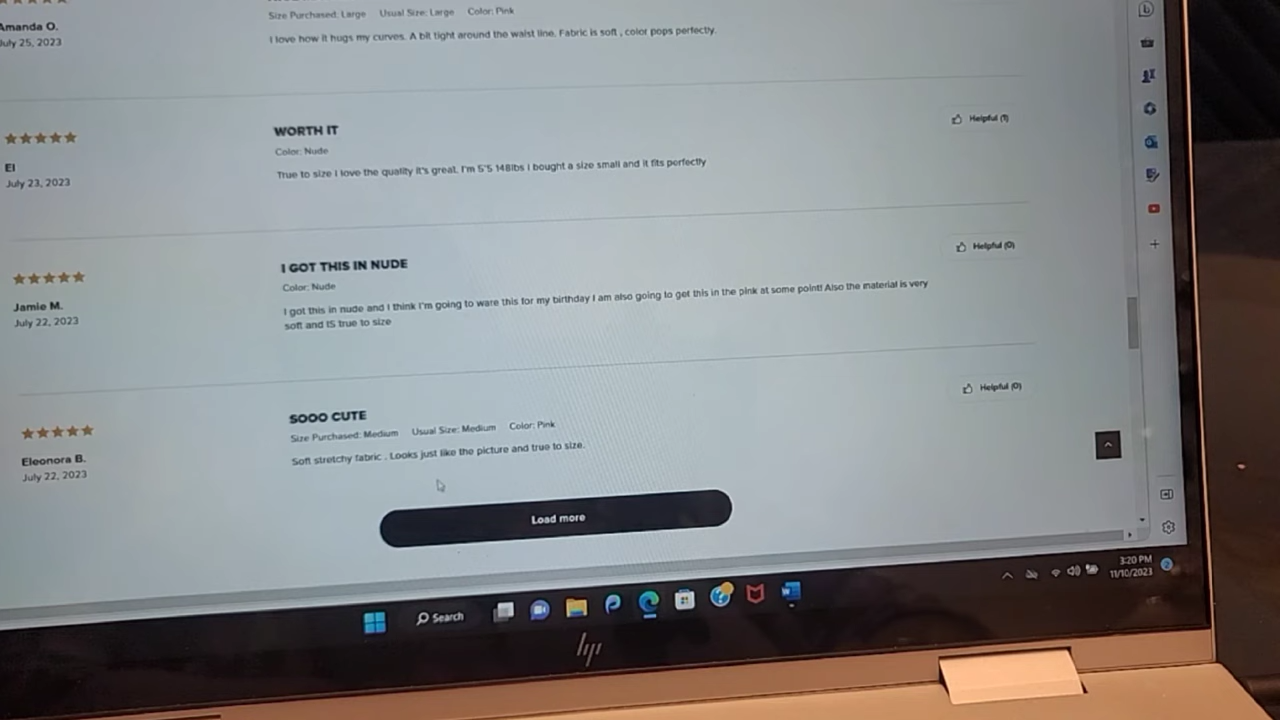 Amanda O.
July 25, 2023
Size Purchased: Large Usual Size: Large Color: Pink
I love how it hugs my curves. A bit tight around the waist line. Fabric is soft , color pops perfectly.
El
July 23, 2023
WORTH IT
Color: Nude
True to size I love the quality it's great. I'm 5'5 148lbs I bought a size small and it fits perfectly
Helpful (1)
Jamie M.
July 22, 2023
I GOT THIS IN NUDE
Color: Nude
I got this in nude and I think I'm going to ware this for my birthday I am also going to get this in the pink at some point! Also the material is very
soft and IS true to size
Helpful (0)
Eleonora B.
July 22, 2023
SOOO CUTE
Size Purchased: Medium Usual Size: Medium Color: Pink
Soft stretchy fabric . Looks just like the picture and true to size.
Helpful (0)
Load more
Search
3:20 PM
11/10/2023
2
hp